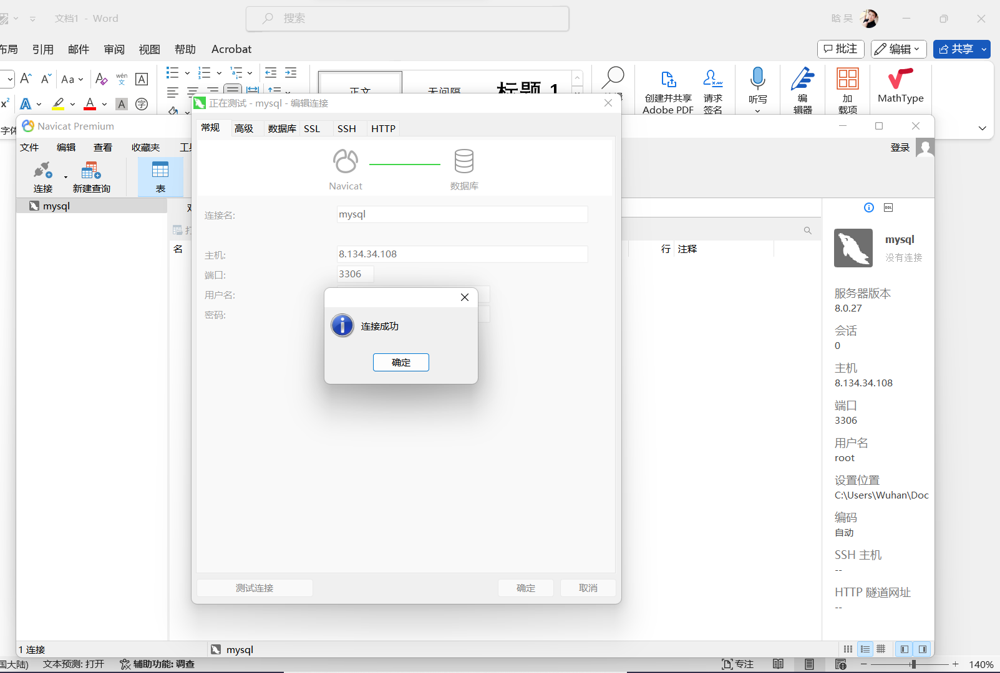 文档1 - Word
搜索
晗 吴
布局 引用 邮件 审阅 视图 帮助 Acrobat
批注 编辑 共享
Aa
wén
文
A
正文 无间隔 标题 1
创建并共享
Adobe PDF
请求
签名
听写
编
辑器
加
载项
MathType
字体
正在测试 - mysql - 编辑连接
Navicat Premium
文件 编辑 查看 收藏夹 工具
登录
连接 新建查询 表
mysql
常规 高级 数据库 SSL SSH HTTP
Navicat 数据库
连接名: mysql
主机: 8.134.34.108
端口: 3306
用户名:
密码:
连接成功
确定
测试连接 确定 取消
名
行 注释
DDL
mysql
没有连接
服务器版本
8.0.27
会话
0
主机
8.134.34.108
端口
3306
用户名
root
设置位置
C:\Users\Wuhan\Doc
编码
自动
SSH 主机
--
HTTP 隧道网址
--
1 连接
mysql
国大陆) 文本预测: 打开 辅助功能: 调查
专注
140%